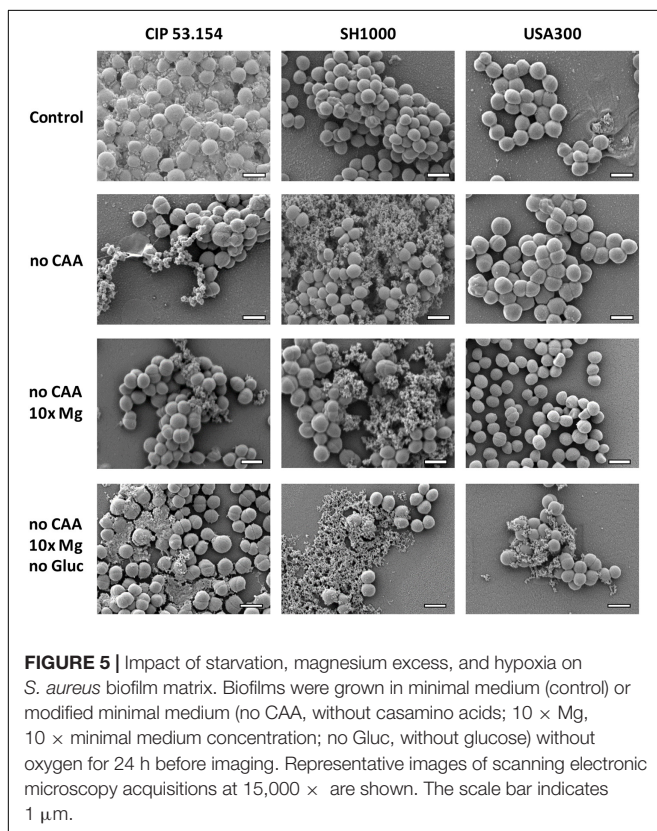 CIP 53.154 SH1000 USA300
Control
no CAA
no CAA
10x Mg
no CAA
10x Mg
no Gluc
FIGURE 5 | Impact of starvation, magnesium excess, and hypoxia on
S. aureus biofilm matrix. Biofilms were grown in minimal medium (control) or
modified minimal medium (no CAA, without casamino acids; 10 × Mg,
10 × minimal medium concentration; no Gluc, without glucose) without
oxygen for 24 h before imaging. Representative images of scanning electronic
microscopy acquisitions at 15,000 × are shown. The scale bar indicates
1 μm.